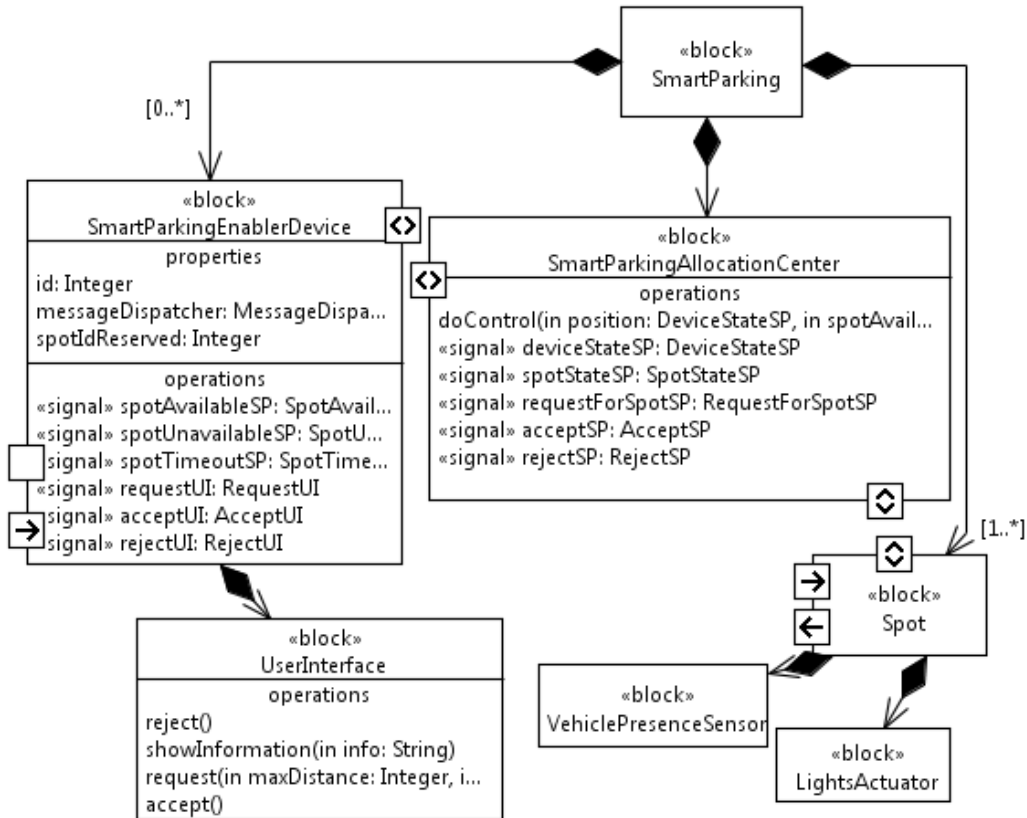 «block»
SmartParking
[0..*]
«block»
SmartParkingEnablerDevice
properties
id: Integer
messageDispatcher: MessageDispa...
spotIdReserved: Integer
operations
«signal» spotAvailableSP: SpotAvail...
«signal» spotUnavailableSP: SpotU...
signal» spotTimeoutSP: SpotTime...
«signal» requestUI: RequestUI
signal» acceptUI: AcceptUI
signal» rejectUI: RejectUI
«block»
SmartParkingAllocationCenter
operations
doControl(in position: DeviceStateSP, in spotAvail...
«signal» deviceStateSP: DeviceStateSP
«signal» spotStateSP: SpotStateSP
«signal» requestForSpotSP: RequestForSpotSP
«signal» acceptSP: AcceptSP
«signal» rejectSP: RejectSP
[1..*]
«block»
Spot
«block»
UserInterface
operations
reject()
showInformation(in info: String)
request(in maxDistance: Integer, i...
accept()
«block»
VehiclePresenceSensor
«block»
LightsActuator